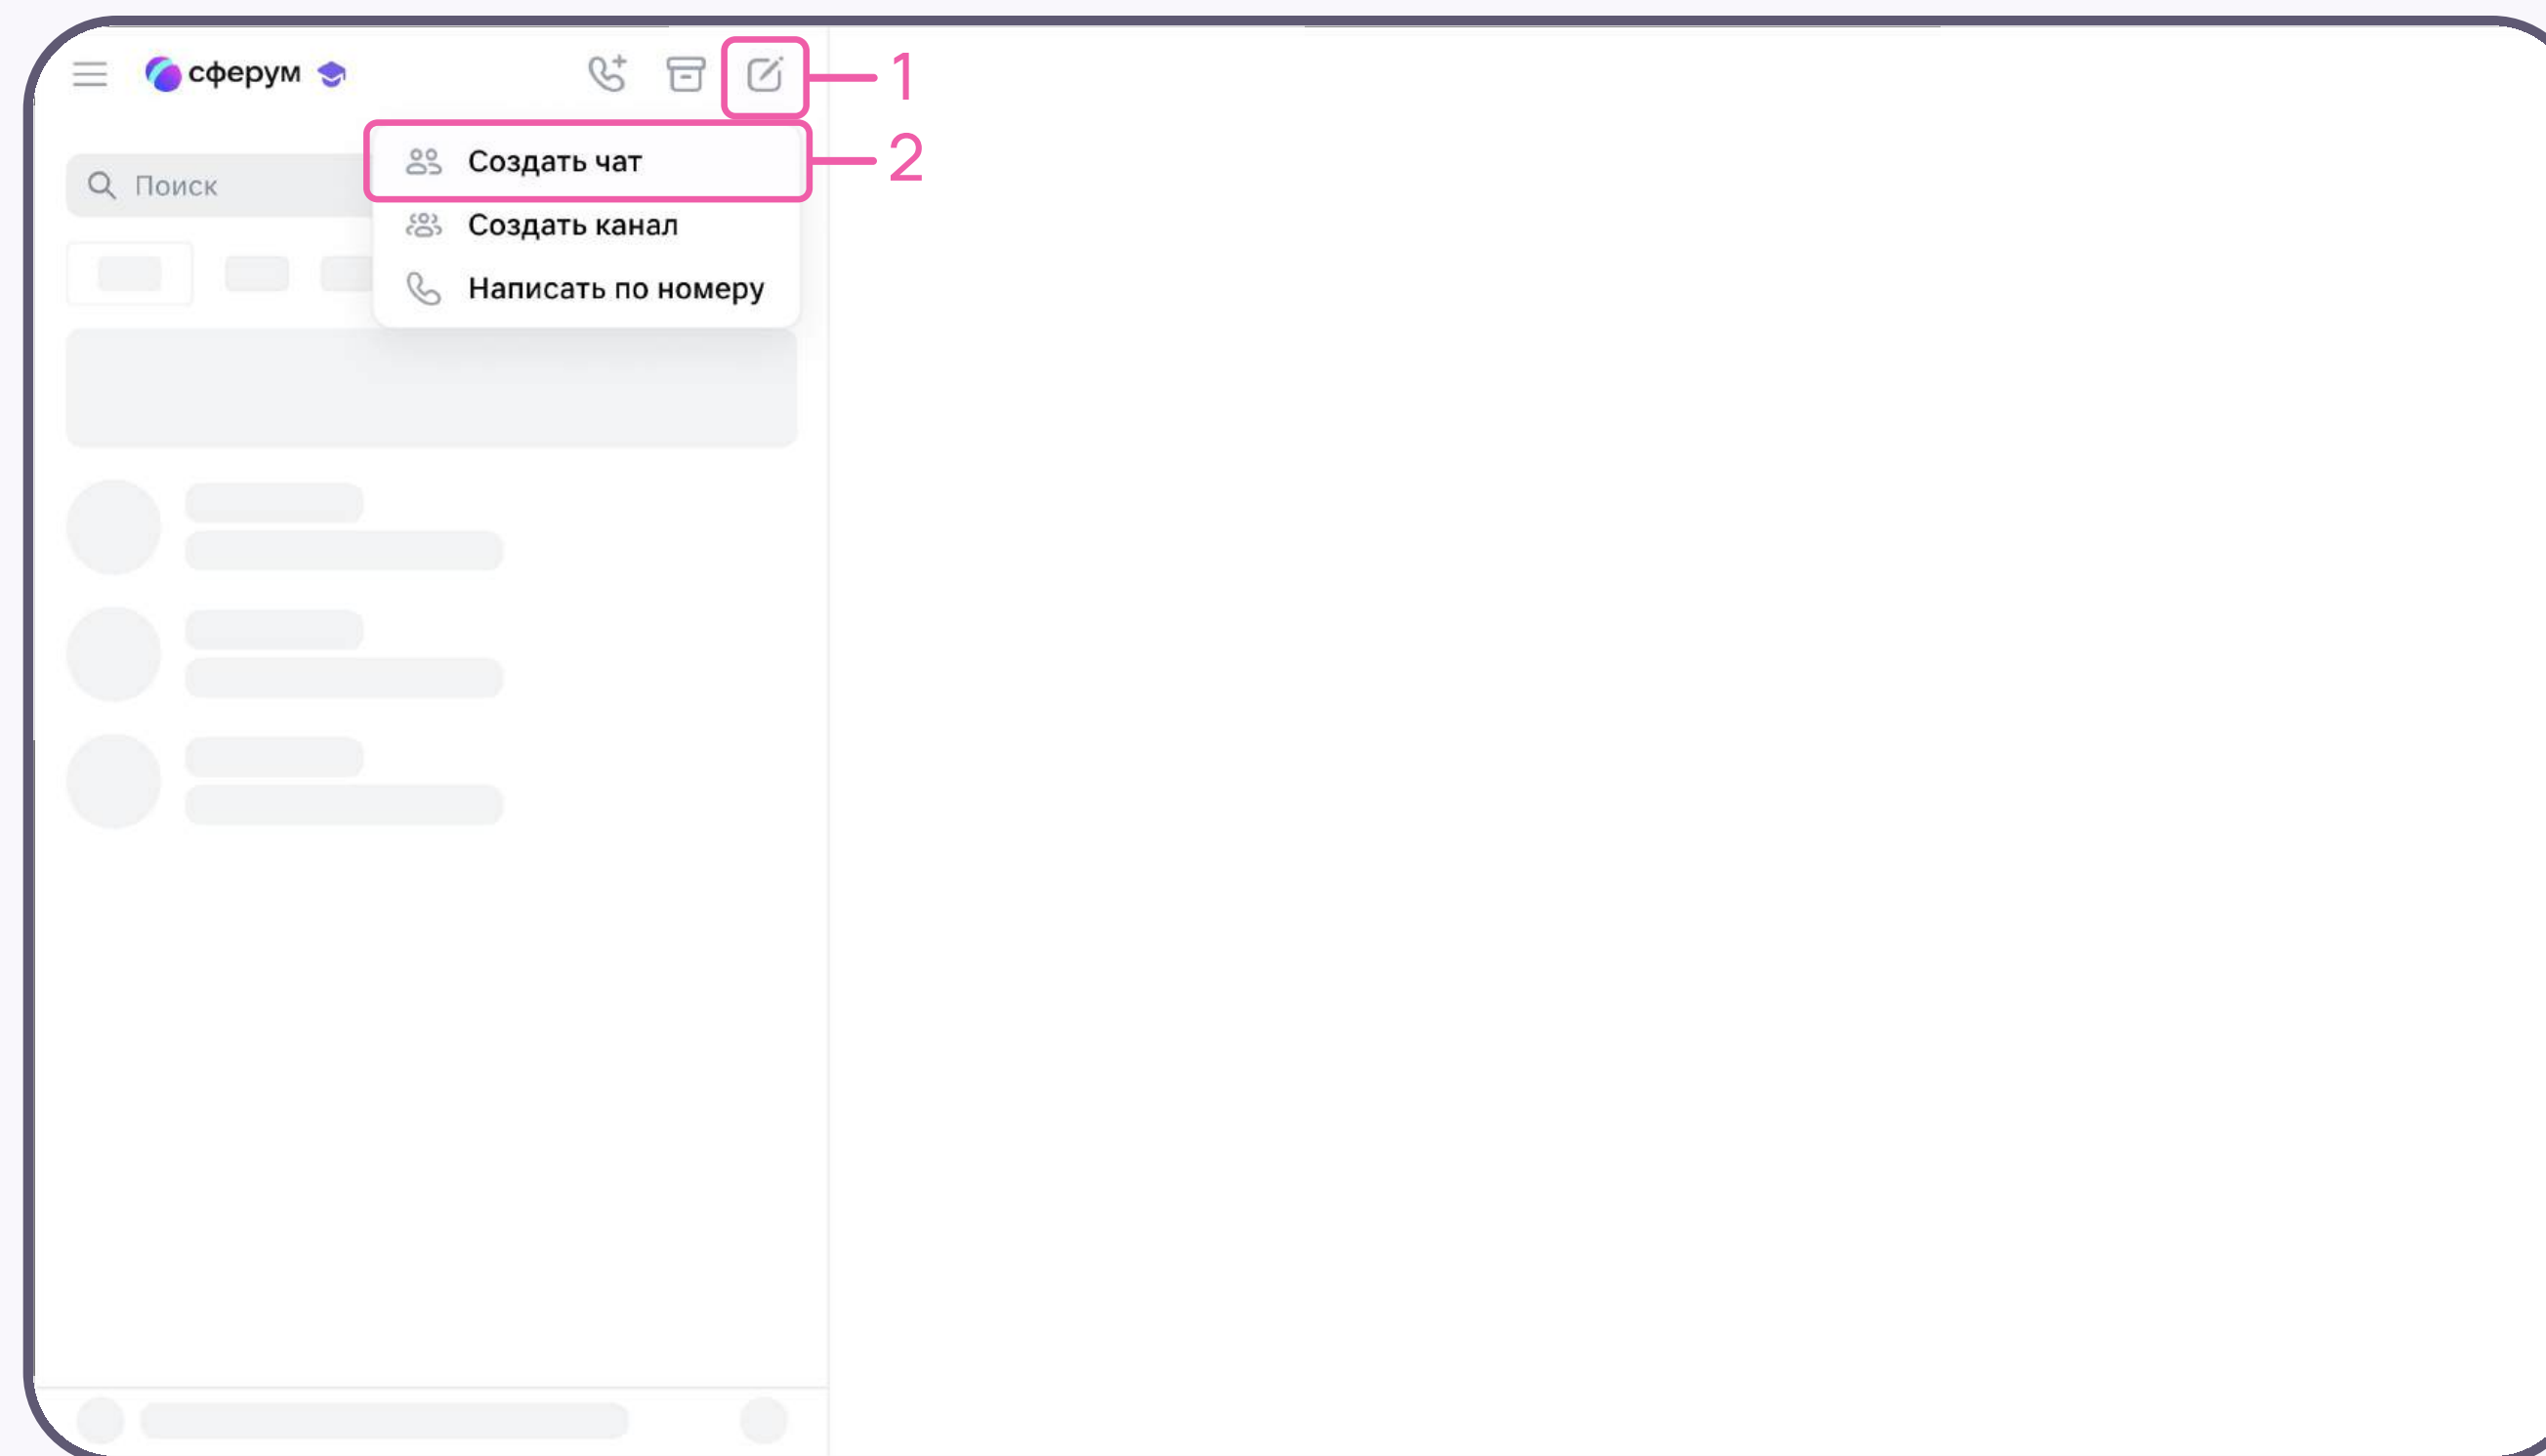 сферум
1
Создать чат
2
Поиск
Создать канал
Написать по номеру